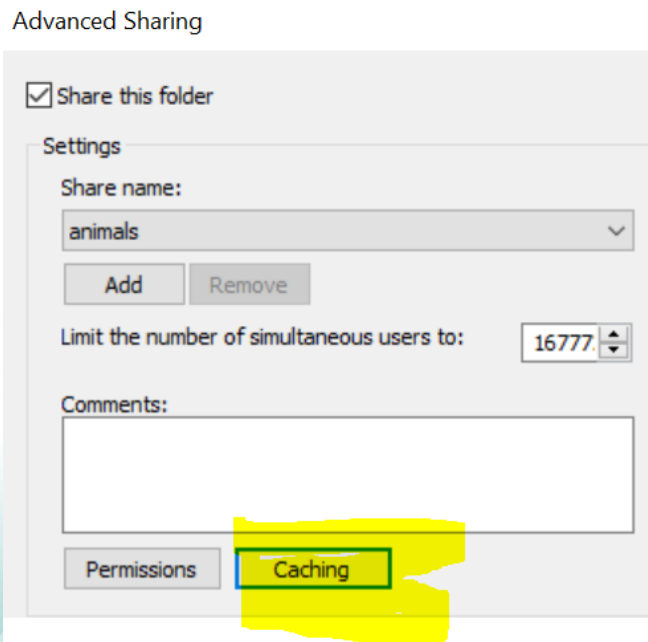 Advanced Sharing
Share this folder
Settings
Share name:
animals
Add Remove
Limit the number of simultaneous users to: 16777
Comments:
Permissions Caching